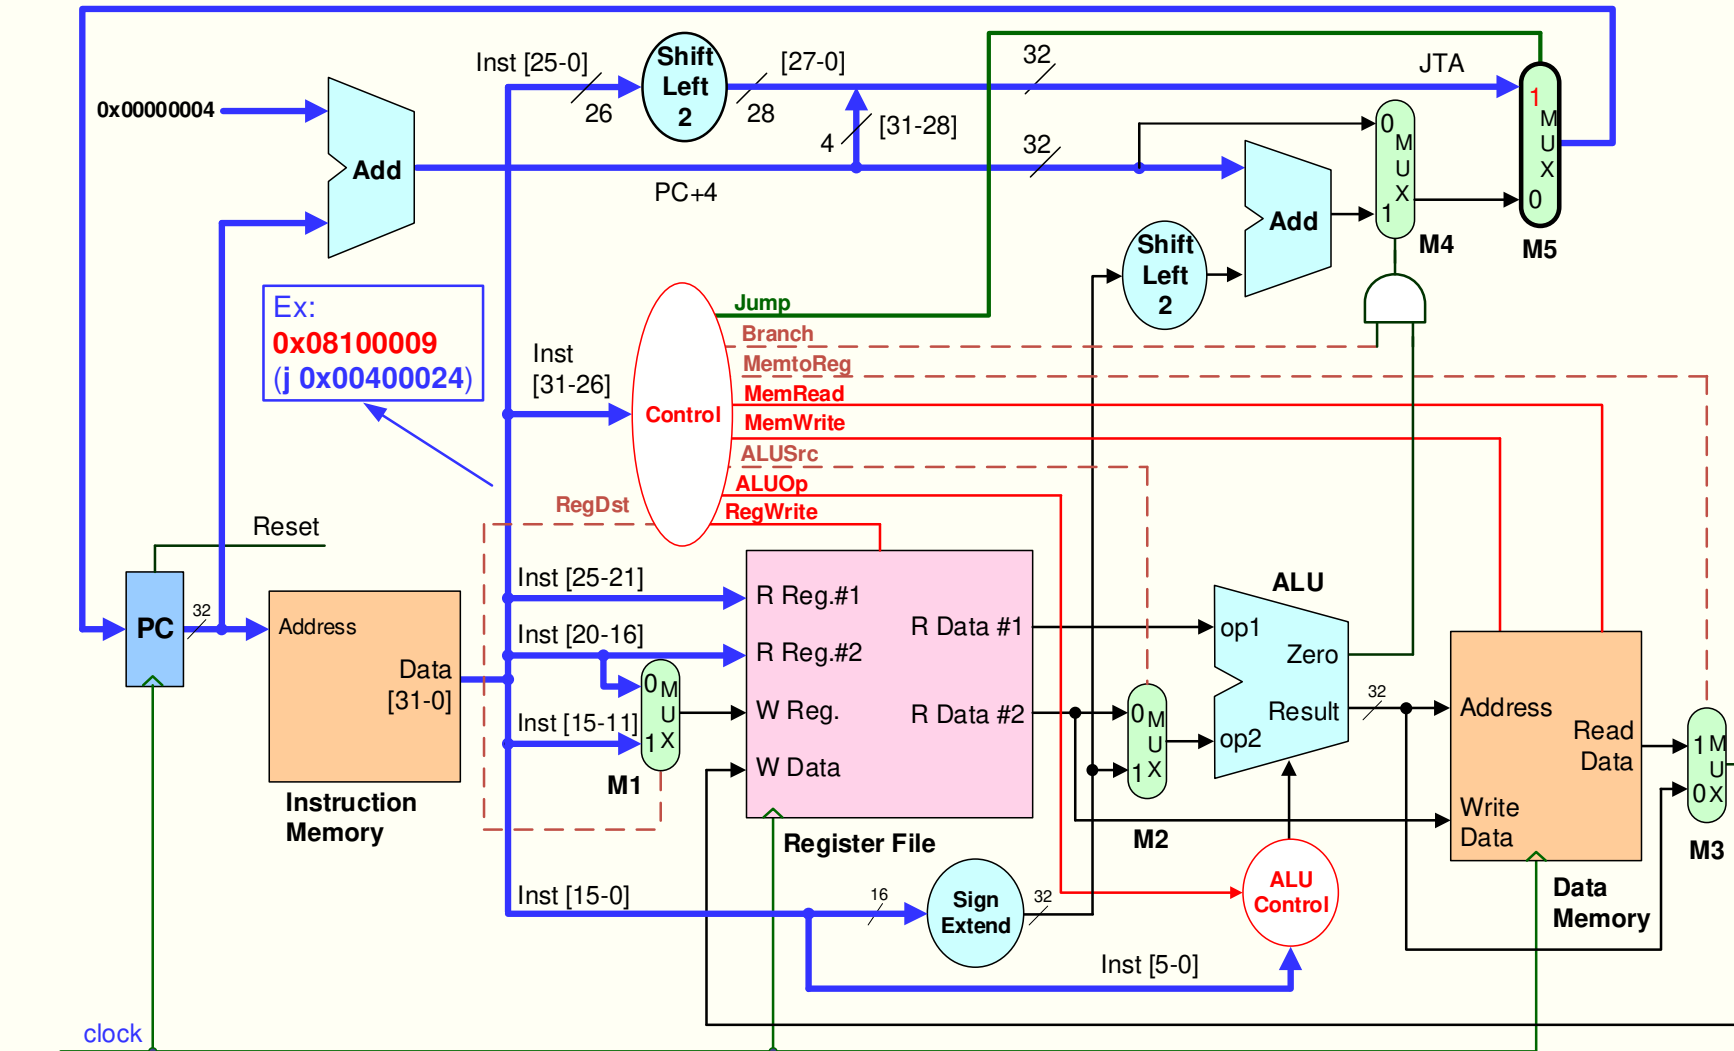 Inst [25-0]
26
Shift
Left
2
28
[27-0]
32
JTA
1
M
U
X
0
M5
0x00000004
Add
4
[31-28]
32
PC+4
0
M
U
X
1
M4
Add
Shift
Left
2
Ex:
0x08100009
(j 0x00400024)
Inst
[31-26]
Control
Jump
Branch
MemtoReg
MemRead
MemWrite
ALUSrc
ALUOp
RegWrite
RegDst
Reset
PC
32
Address
Data
[31-0]
Instruction
Memory
Inst [25-21]
Inst [20-16]
Inst [15-11]
0
M
U
1 X
M1
R Reg.#1
R Reg.#2
W Reg.
W Data
R Data #1
R Data #2
Register File
0
M
U
1 X
M2
ALU
op1
op2
Zero
Result
32
Address
Read
Data
Write
Data
Data
Memory
1 M
U
0 X
M3
Inst [15-0]
16
Sign
Extend
32
ALU
Control
Inst [5-0]
clock